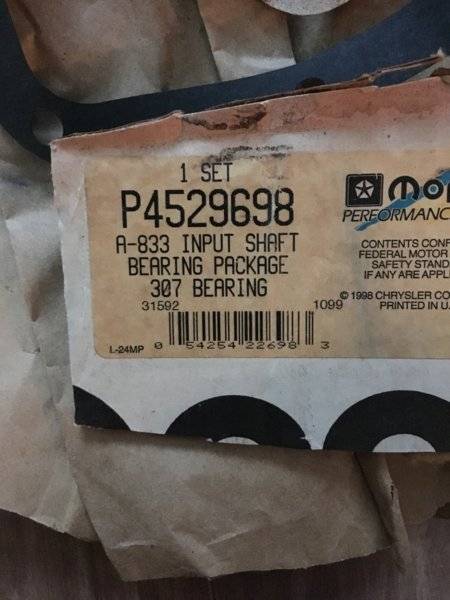 1 SET
P4529698
A-833 INPUT SHAFT
BEARING PACKAGE
307 BEARING
31592 1099
L-24MP 0 54254 22698 3
MO
PERFORMANC
CONTENTS CONF
FEDERAL MOTOR
SAFETY STAND
IF ANY ARE APPL
© 1998 CHRYSLER CO
PRINTED IN U.